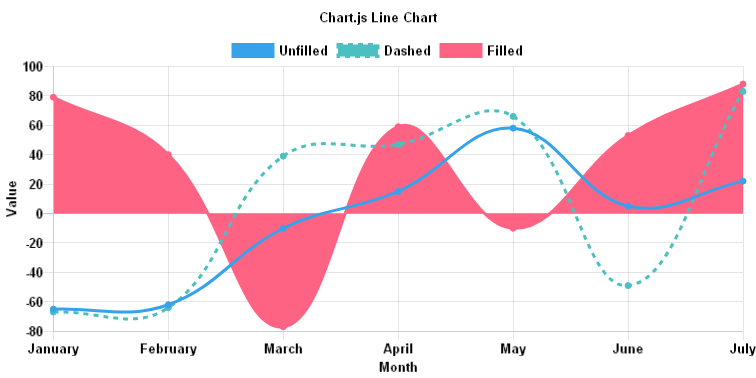 Chart.js Line Chart
Unfilled Dashed Filled
100
80
60
40
20
0
-20
-40
-60
-80
Value
January February March April May June July
Month